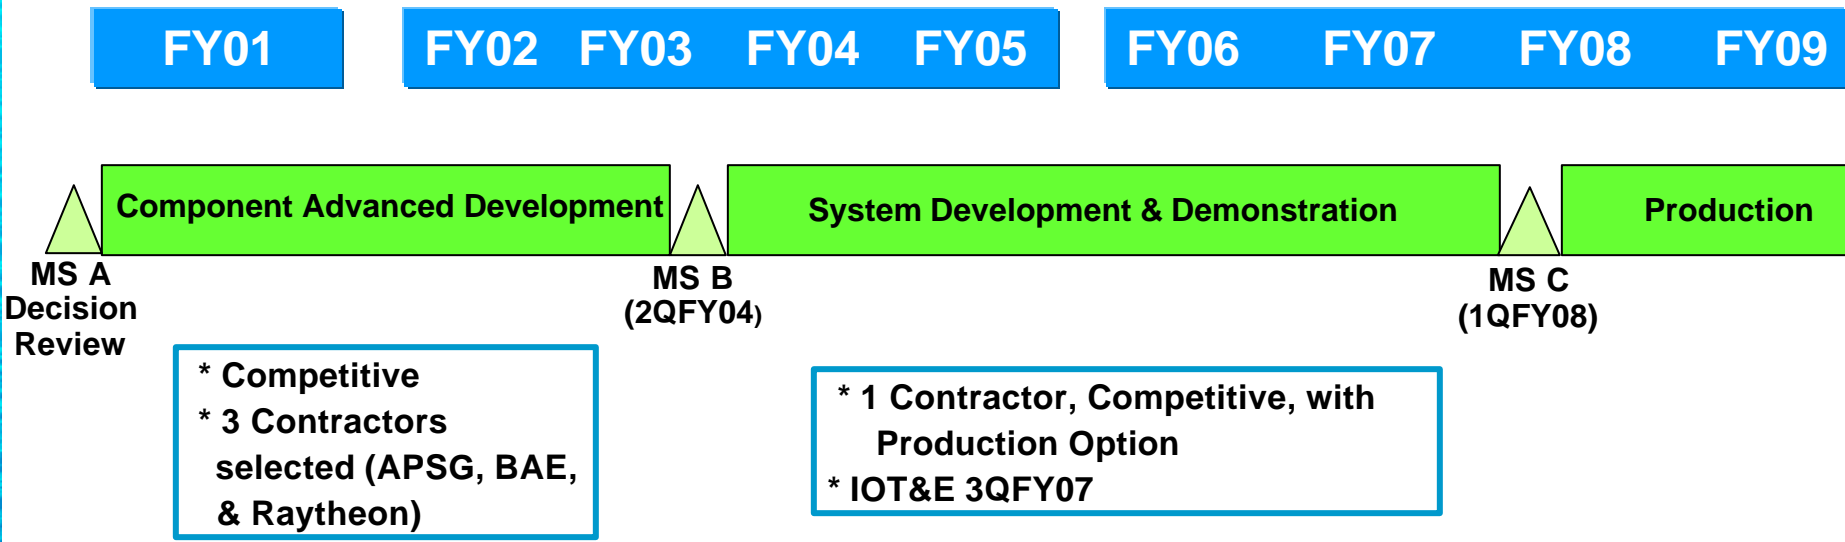 FY01 FY02 FY03 FY04 FY05 FY06 FY07 FY08 FY09
Component Advanced Development
System Development & Demonstration
Production
MS A
Decision
Review
MS B
(2QFY04)
MS C
(1QFY08)
* Competitive
* 3 Contractors
selected (APSG, BAE,
& Raytheon)
* 1 Contractor, Competitive, with
Production Option
* IOT&E 3QFY07